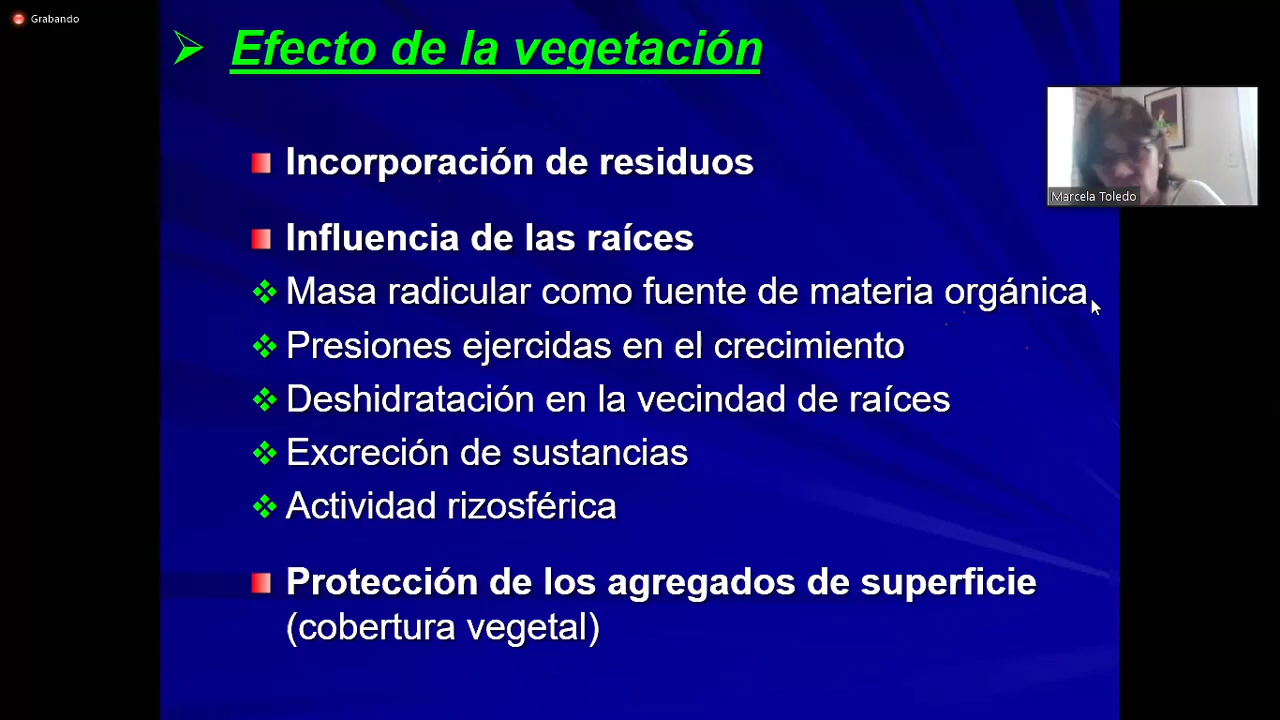 Grabando
Efecto de la vegetación
Incorporación de residuos
Influencia de las raíces
Masa radicular como fuente de materia orgánica
Presiones ejercidas en el crecimiento
Deshidratación en la vecindad de raíces
Excreción de sustancias
Actividad rizosférica
Protección de los agregados de superficie
(cobertura vegetal)
Marcela Toledo